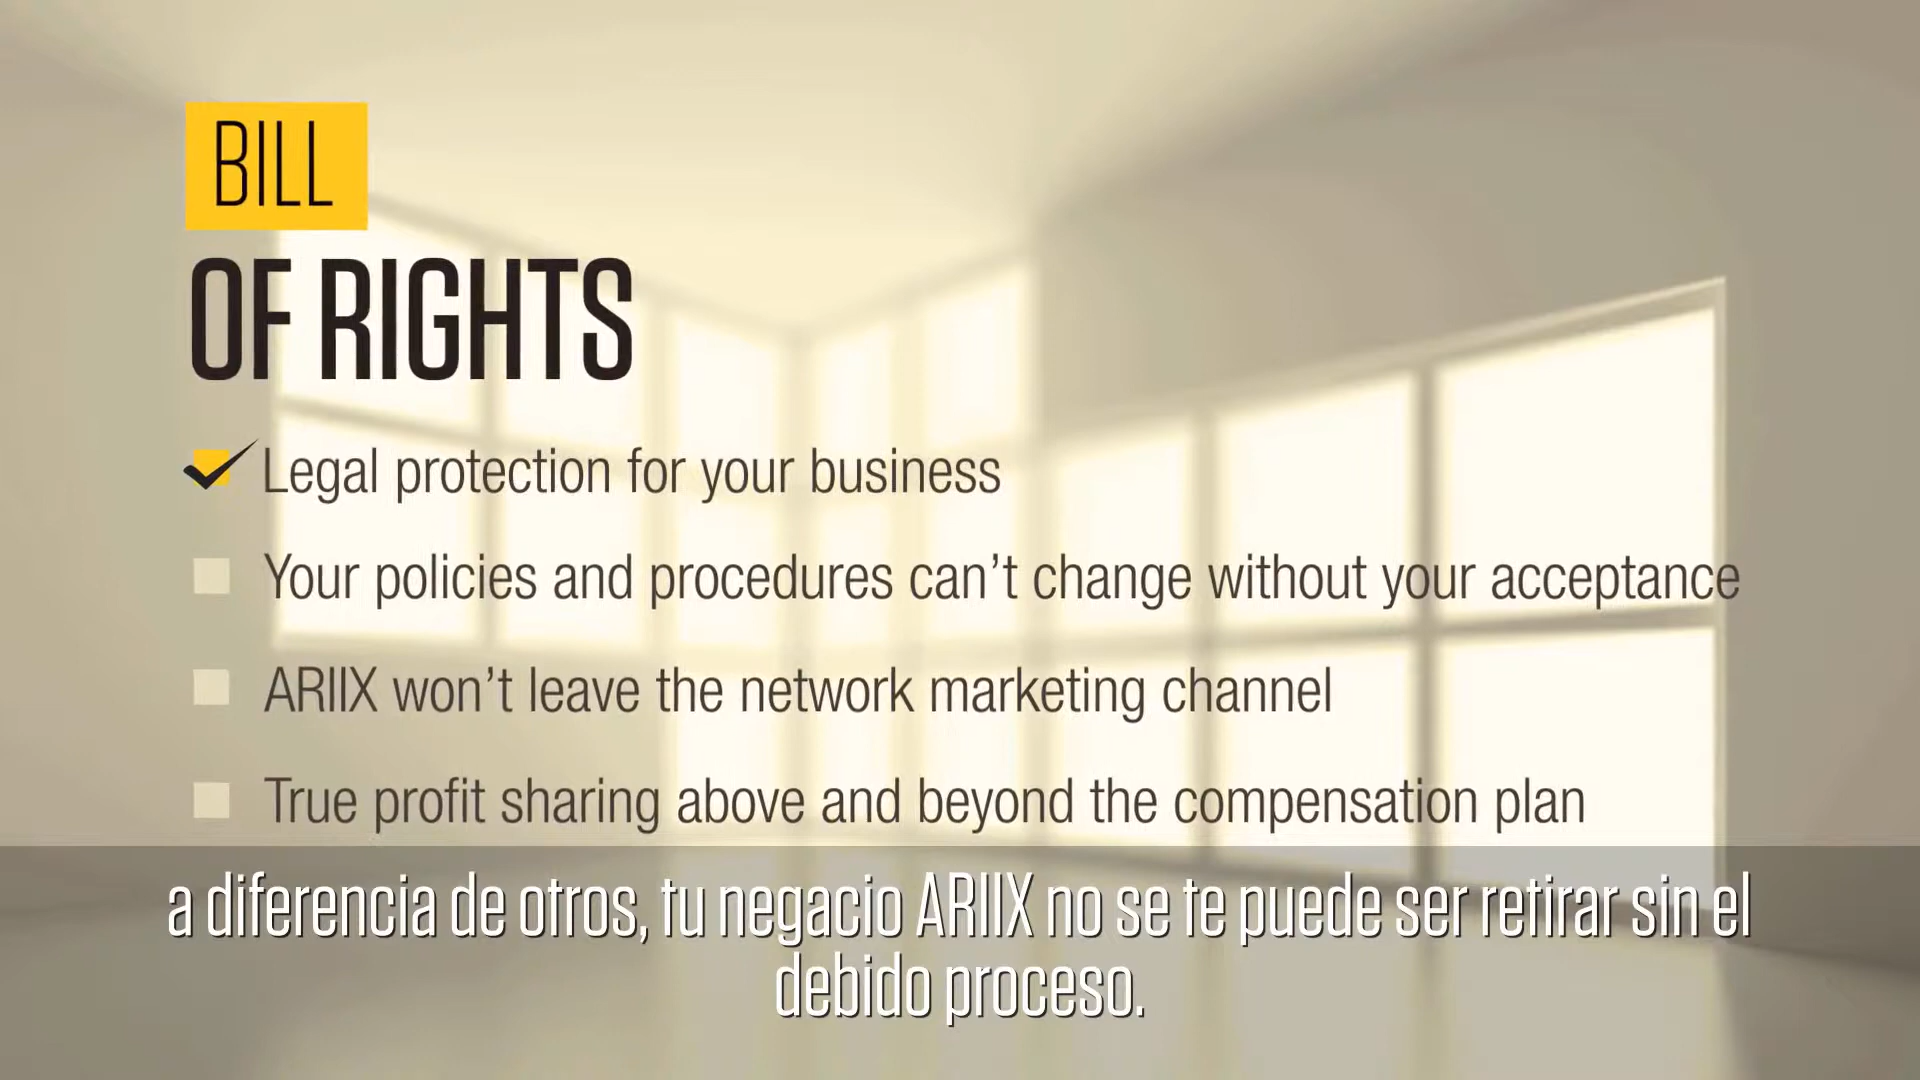 BILL
OF RIGHTS
Legal protection for your business
Your policies and procedures can’t change without your acceptance
ARIIX won’t leave the network marketing channel
True profit sharing above and beyond the compensation plan
a diferencia de otros, tu negacio ARIIX no se te puede ser retirar sin el
debido proceso.